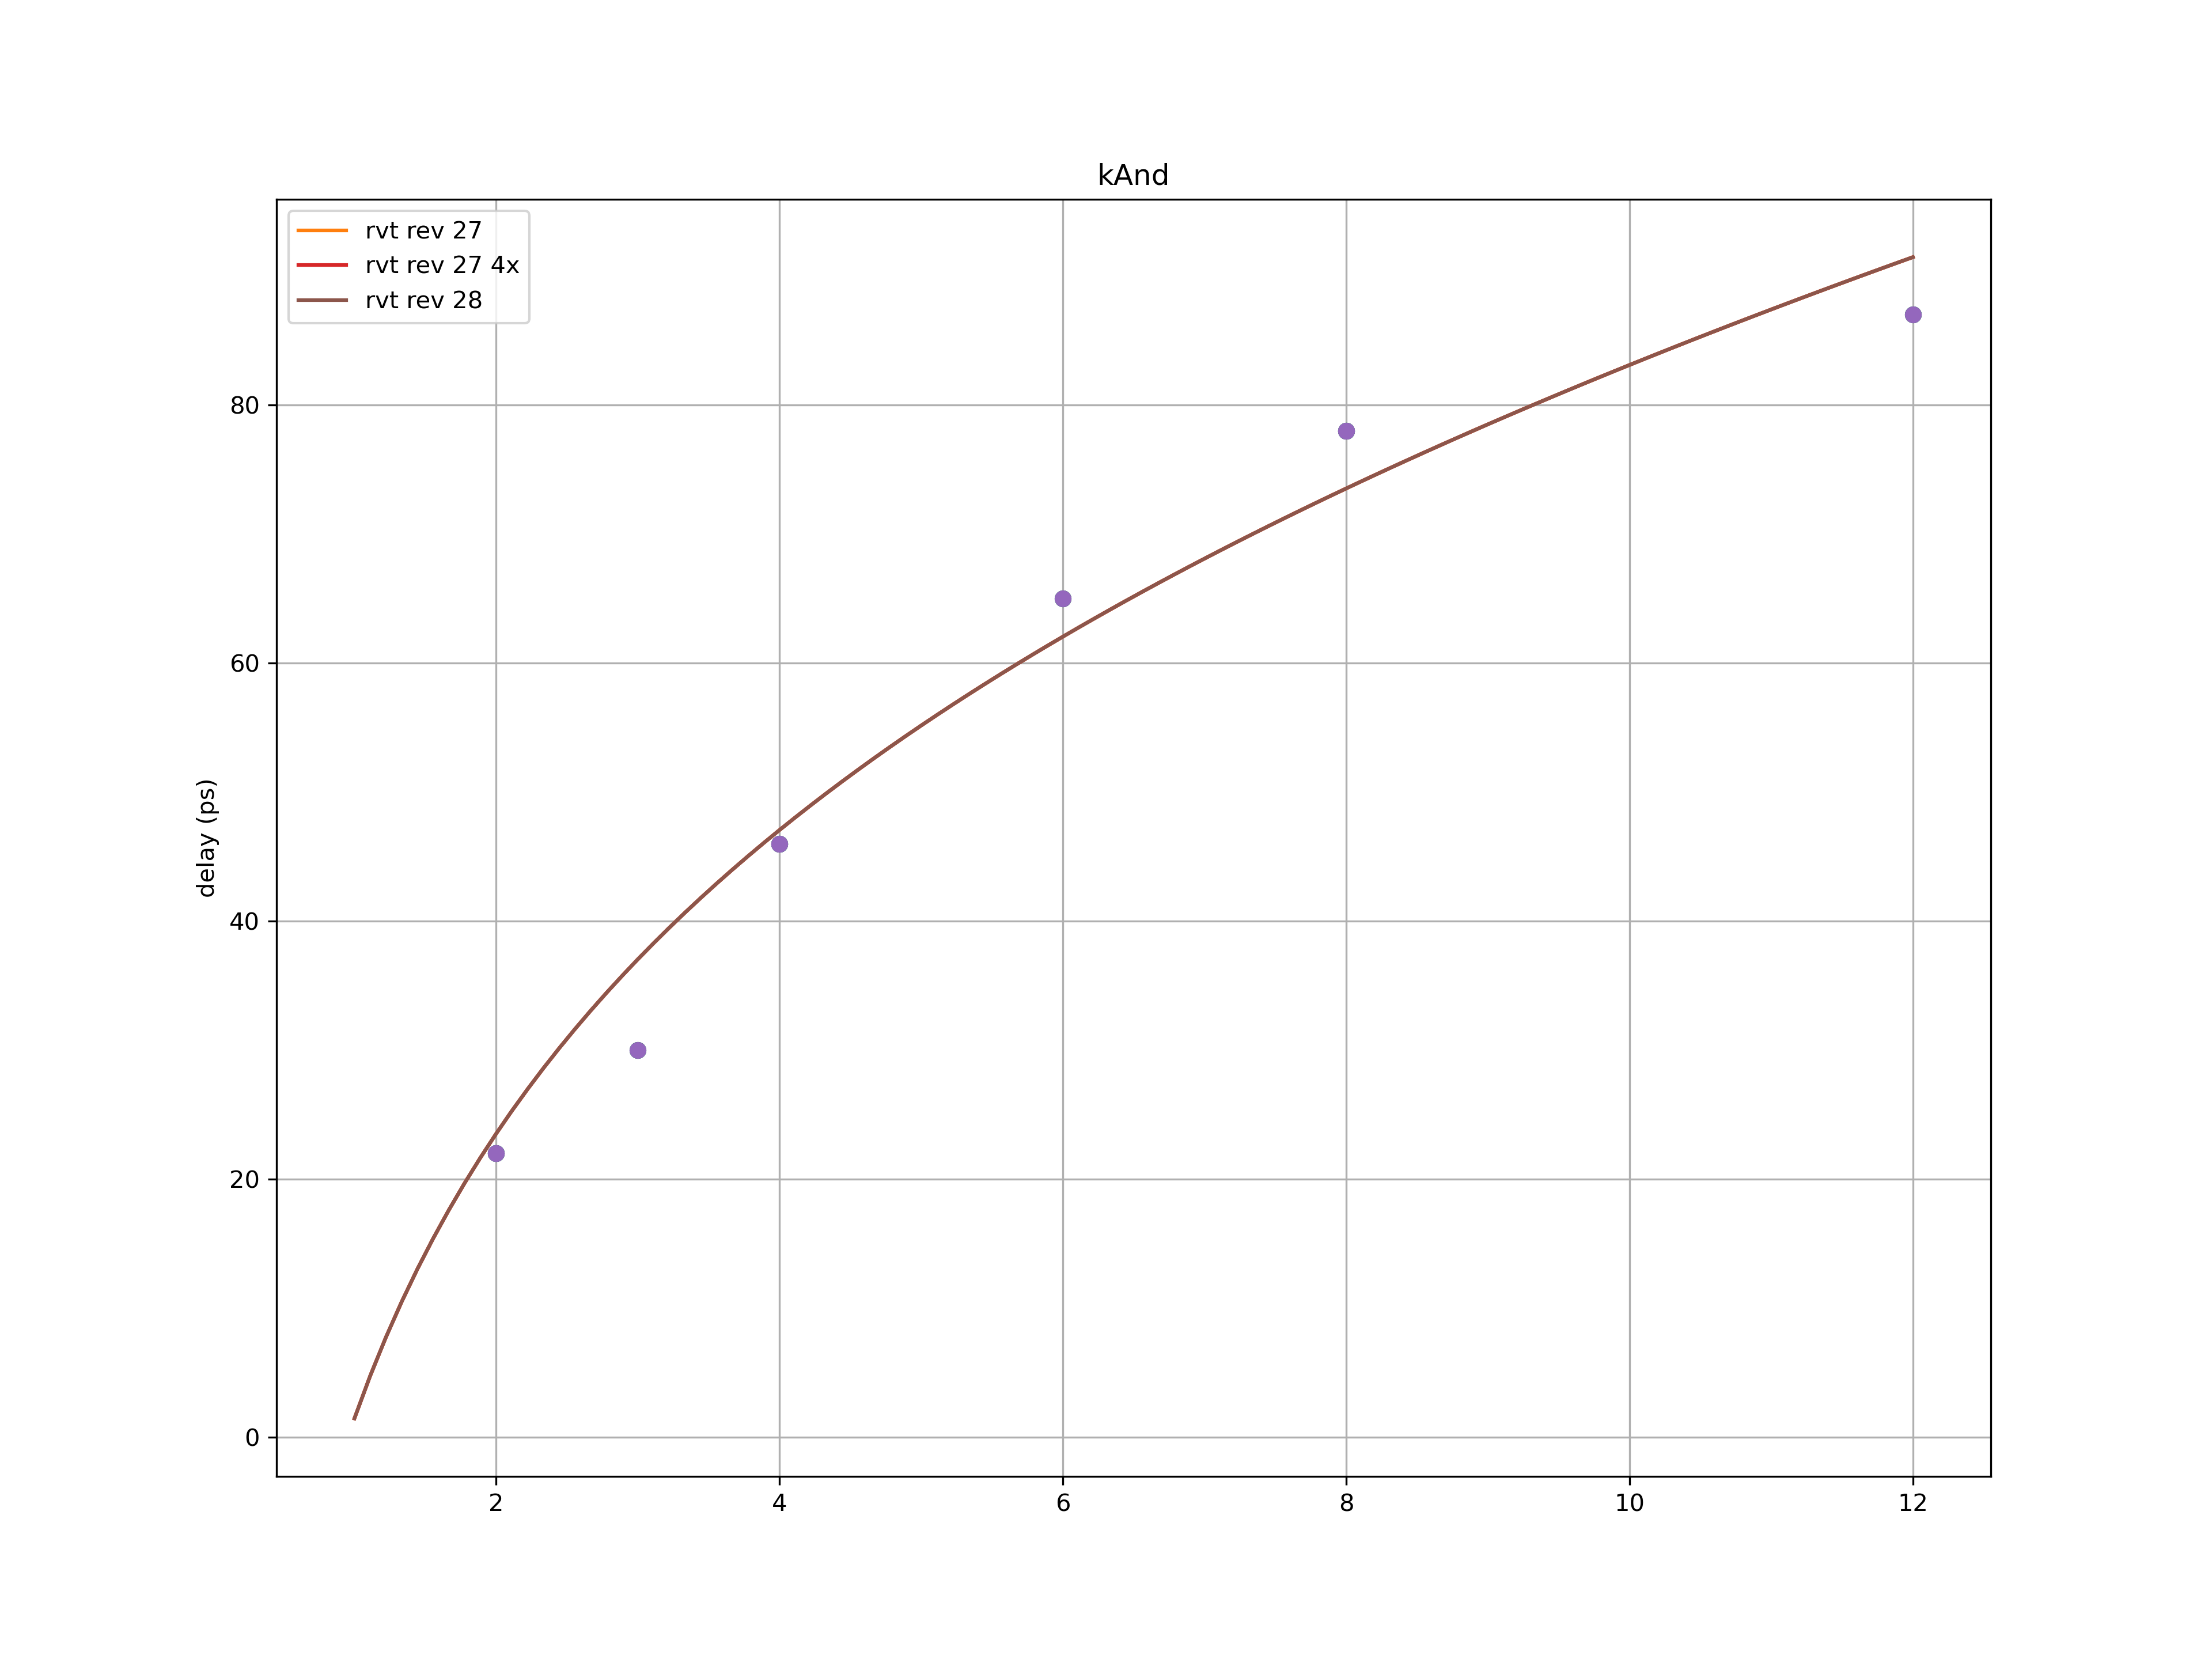 kAnd
rvt rev 27
rvt rev 27 4x
rvt rev 28
80
60
40
20
0
delay (ps)
2 4 6 8 10 12